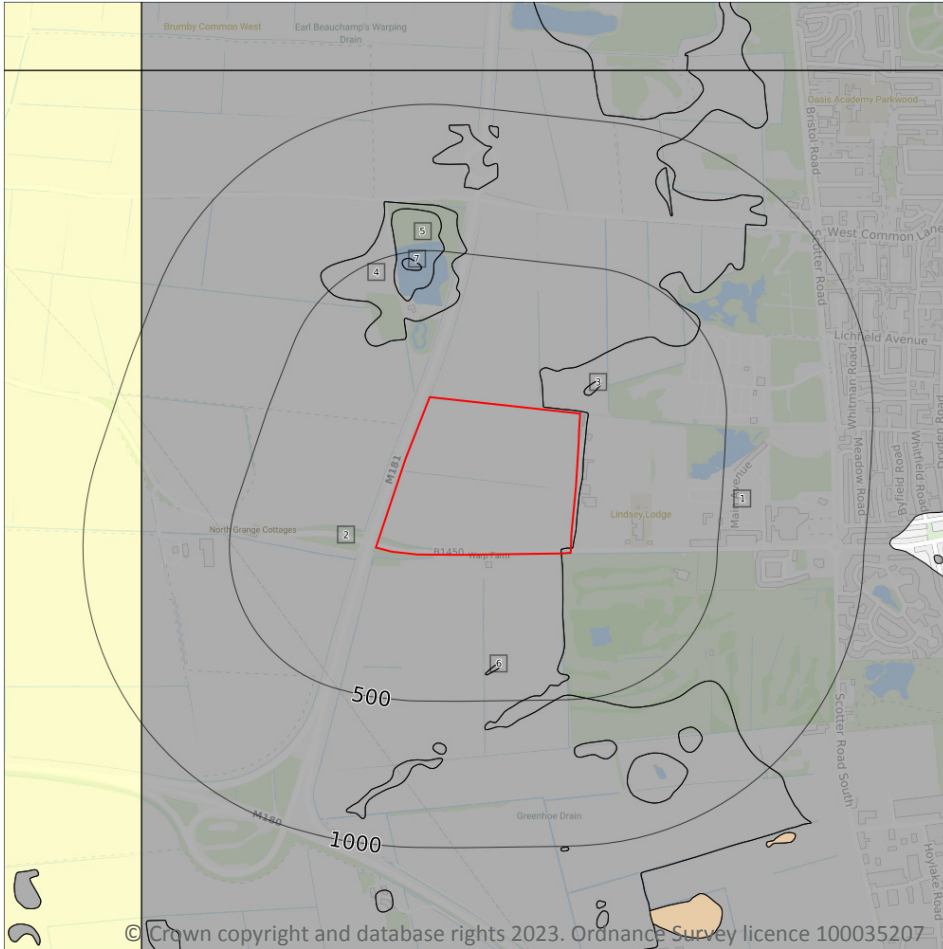 Brumby Common West
Earl Beauchamp's Warping
Drain
Oasis Academy Parkwood
Bristol Road
West Common Lane
Scotter Road
5
7
4
Lichfield Avenue
3
Whitman Road
Meadow Road
Whitfield Road
Byfield Road
M181
1
Lindsey Lodge
North Grange Cottages
2
B1450
Warp Farm
6
500
Scotter Road South
M180
Greenhoe Drain
1000
Hoylake Road
© Crown copyright and database rights 2023. Ordnance Survey licence 100035207